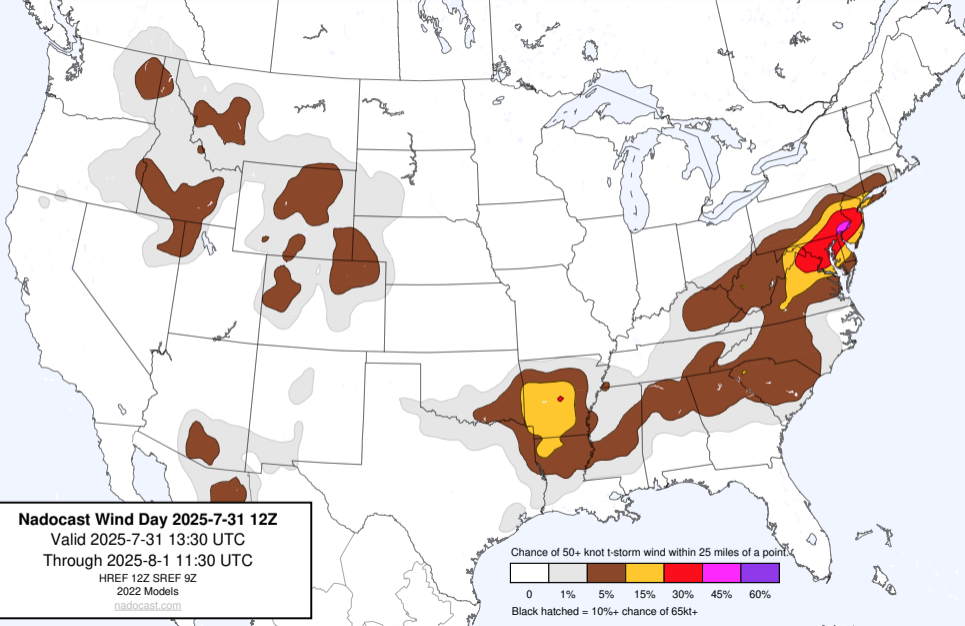 Nadocast Wind Day 2025-7-31 12Z
Valid 2025-7-31 13:30 UTC
Through 2025-8-1 11:30 UTC
HREF 12Z SREF 9Z
2022 Models
nadocast.com
Chance of 50+ knot t-storm wind within 25 miles of a point.
0 1% 5% 15% 30% 45% 60%
Black hatched = 10%+ chance of 65kt+